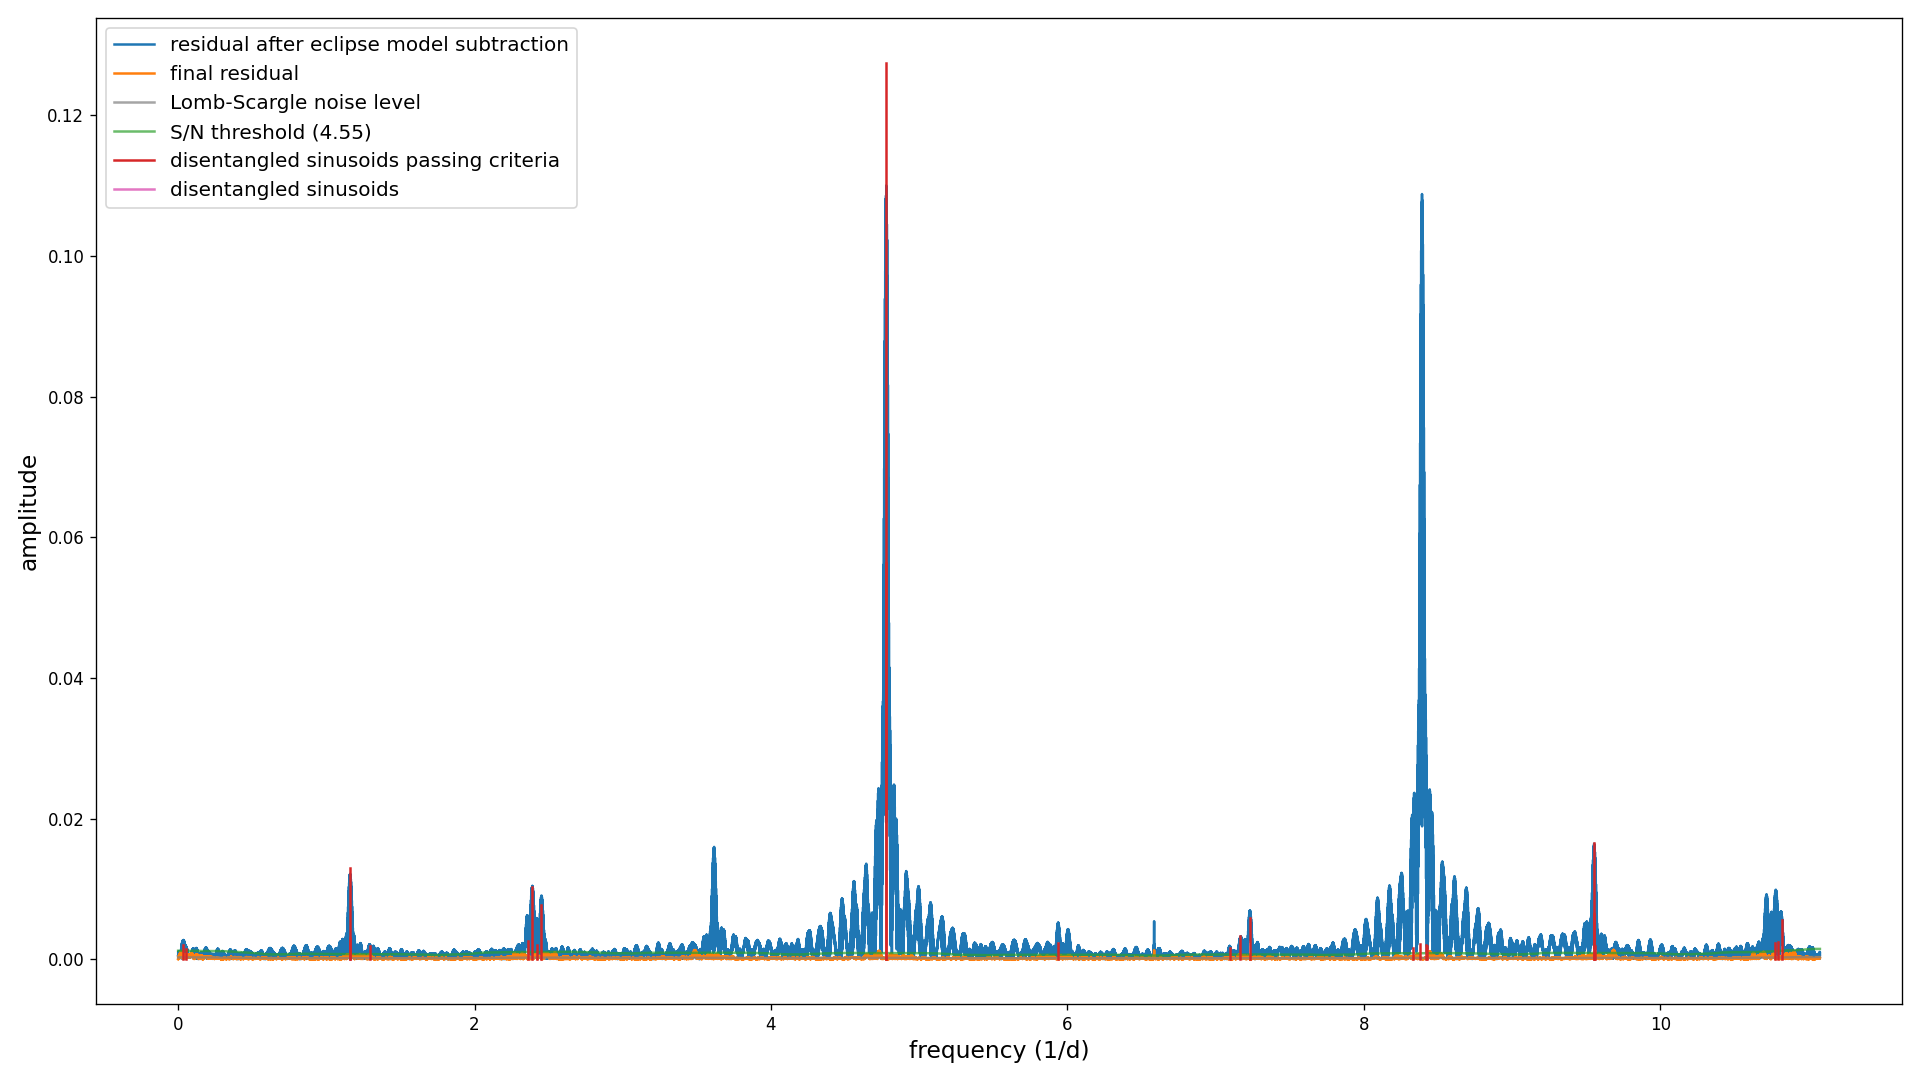 residual after eclipse model subtraction
final residual
Lomb-Scargle noise level
S/N threshold (4.55)
disentangled sinusoids passing criteria
disentangled sinusoids
0.12
0.10
0.08
0.06
0.04
0.02
0.00
amplitude
0 2 4 6 8 10
frequency (1/d)